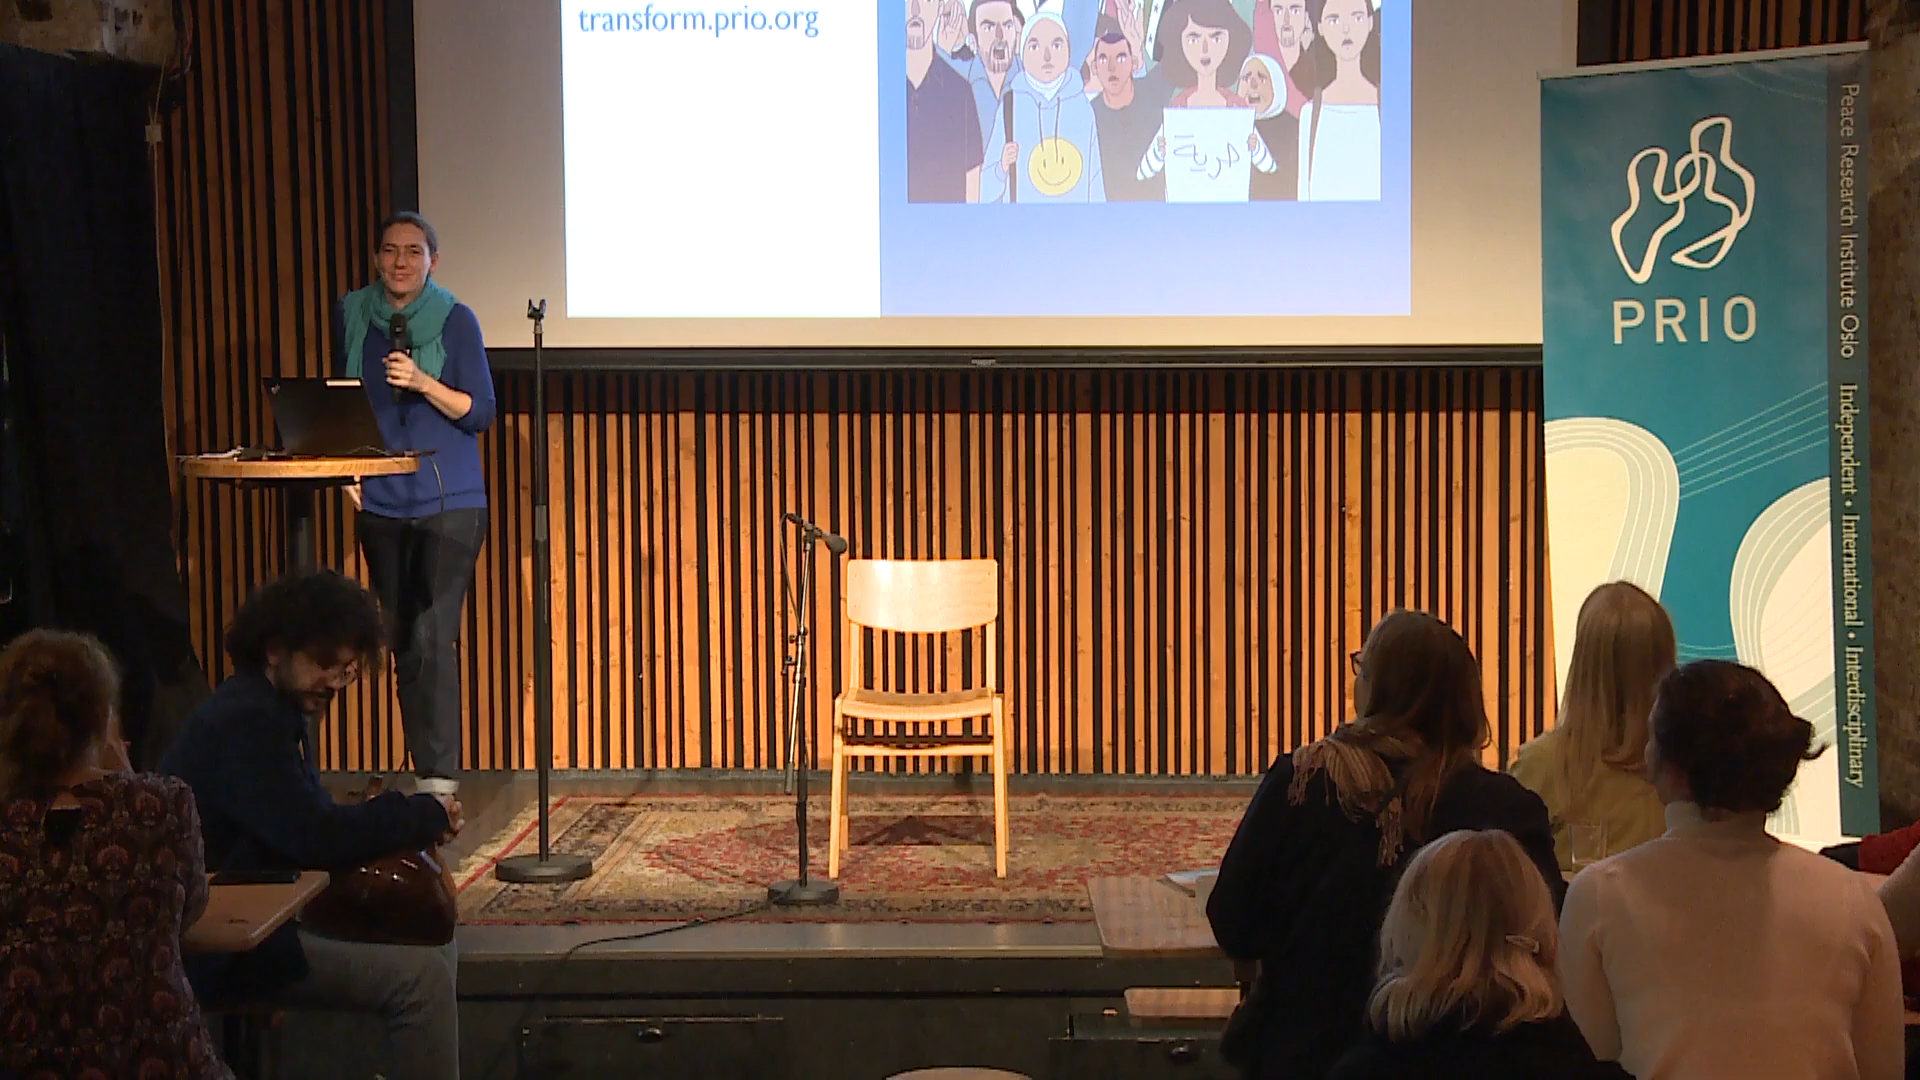 transform.prio.org
حرية
PRIO
Peace Research Institute Oslo Independent • International • Interdisciplinary